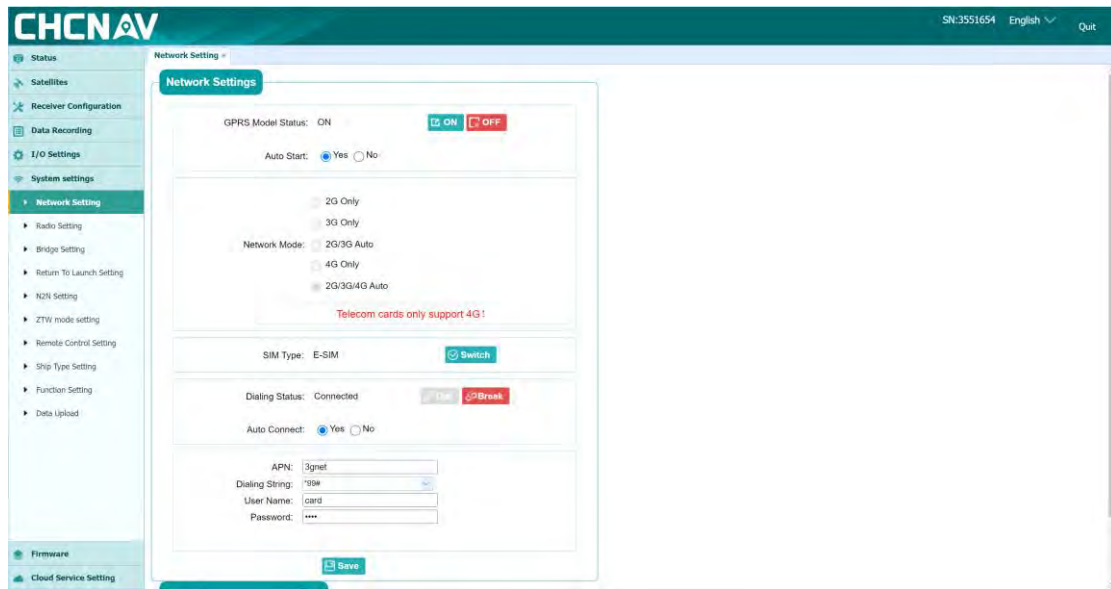 CHCNAV
SN:3551654 English Quit
Status
Satellites
Receiver Configuration
Data Recording
I/O Settings
System settings
Network Setting
Radio Setting
Bridge Setting
Return To Launch Setting
N2N Setting
ZTW mode setting
Remote Control Setting
Ship Type Setting
Function Setting
Data Upload
Firmware
Cloud Service Setting
Network Setting ×
Network Settings
GPRS Model Status: ON ON OFF
Auto Start: Yes No
2G Only
3G Only
Network Mode: 2G/3G Auto
4G Only
2G/3G/4G Auto
Telecom cards only support 4G!
SIM Type: E-SIM Switch
Dialing Status: Connected Break
Auto Connect: Yes No
APN: 3gnet
Dialing String: *99#
User Name: card
Password: ••••
Save